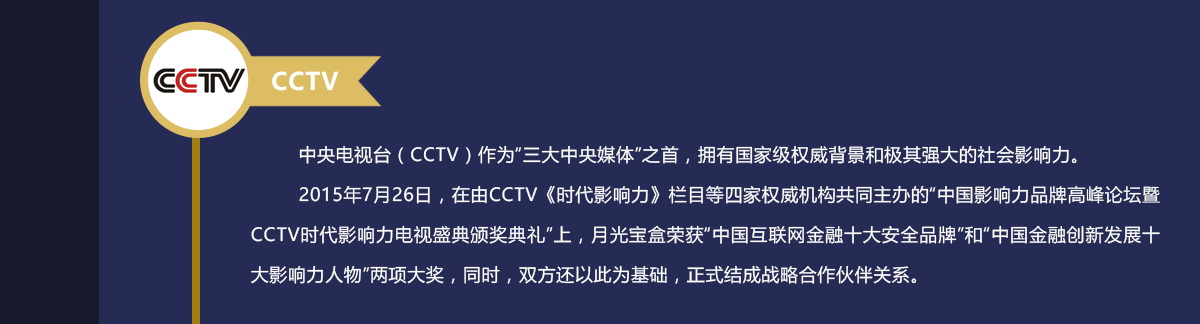 CCTV CCTV
中央电视台（CCTV）作为“三大中央媒体”之首，拥有国家级权威背景和极其强大的社会影响力。
2015年7月26日，在由CCTV《时代影响力》栏目等四家权威机构共同主办的“中国影响力品牌高峰论坛暨
CCTV时代影响力电视盛典颁奖典礼”上，月光宝盒荣获“中国互联网金融十大安全品牌”和“中国金融创新发展十
大影响力人物”两项大奖，同时，双方还以此为基础，正式结成战略合作伙伴关系。